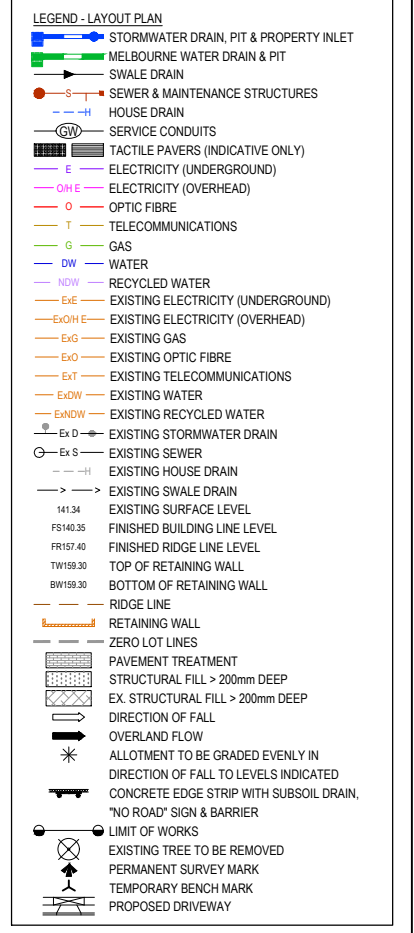 LEGEND - LAYOUT PLAN
STORMWATER DRAIN, PIT & PROPERTY INLET
MELBOURNE WATER DRAIN & PIT
SWALE DRAIN
S SEWER & MAINTENANCE STRUCTURES
H HOUSE DRAIN
GW SERVICE CONDUITS
TACTILE PAVERS (INDICATIVE ONLY)
E ELECTRICITY (UNDERGROUND)
O/H E ELECTRICITY (OVERHEAD)
O OPTIC FIBRE
T TELECOMMUNICATIONS
G GAS
DW WATER
NDW RECYCLED WATER
ExE EXISTING ELECTRICITY (UNDERGROUND)
ExO/H E EXISTING ELECTRICITY (OVERHEAD)
ExG EXISTING GAS
ExO EXISTING OPTIC FIBRE
ExT EXISTING TELECOMMUNICATIONS
ExDW EXISTING WATER
ExNDW EXISTING RECYCLED WATER
Ex D EXISTING STORMWATER DRAIN
Ex S EXISTING SEWER
H EXISTING HOUSE DRAIN
> > EXISTING SWALE DRAIN
141.34 EXISTING SURFACE LEVEL
FS140.35 FINISHED BUILDING LINE LEVEL
FR157.40 FINISHED RIDGE LINE LEVEL
TW159.30 TOP OF RETAINING WALL
BW159.30 BOTTOM OF RETAINING WALL
RIDGE LINE
RETAINING WALL
ZERO LOT LINES
PAVEMENT TREATMENT
STRUCTURAL FILL > 200mm DEEP
EX. STRUCTURAL FILL > 200mm DEEP
DIRECTION OF FALL
OVERLAND FLOW
ALLOTMENT TO BE GRADED EVENLY IN
DIRECTION OF FALL TO LEVELS INDICATED
CONCRETE EDGE STRIP WITH SUBSOIL DRAIN,
"NO ROAD" SIGN & BARRIER
LIMIT OF WORKS
EXISTING TREE TO BE REMOVED
PERMANENT SURVEY MARK
TEMPORARY BENCH MARK
PROPOSED DRIVEWAY